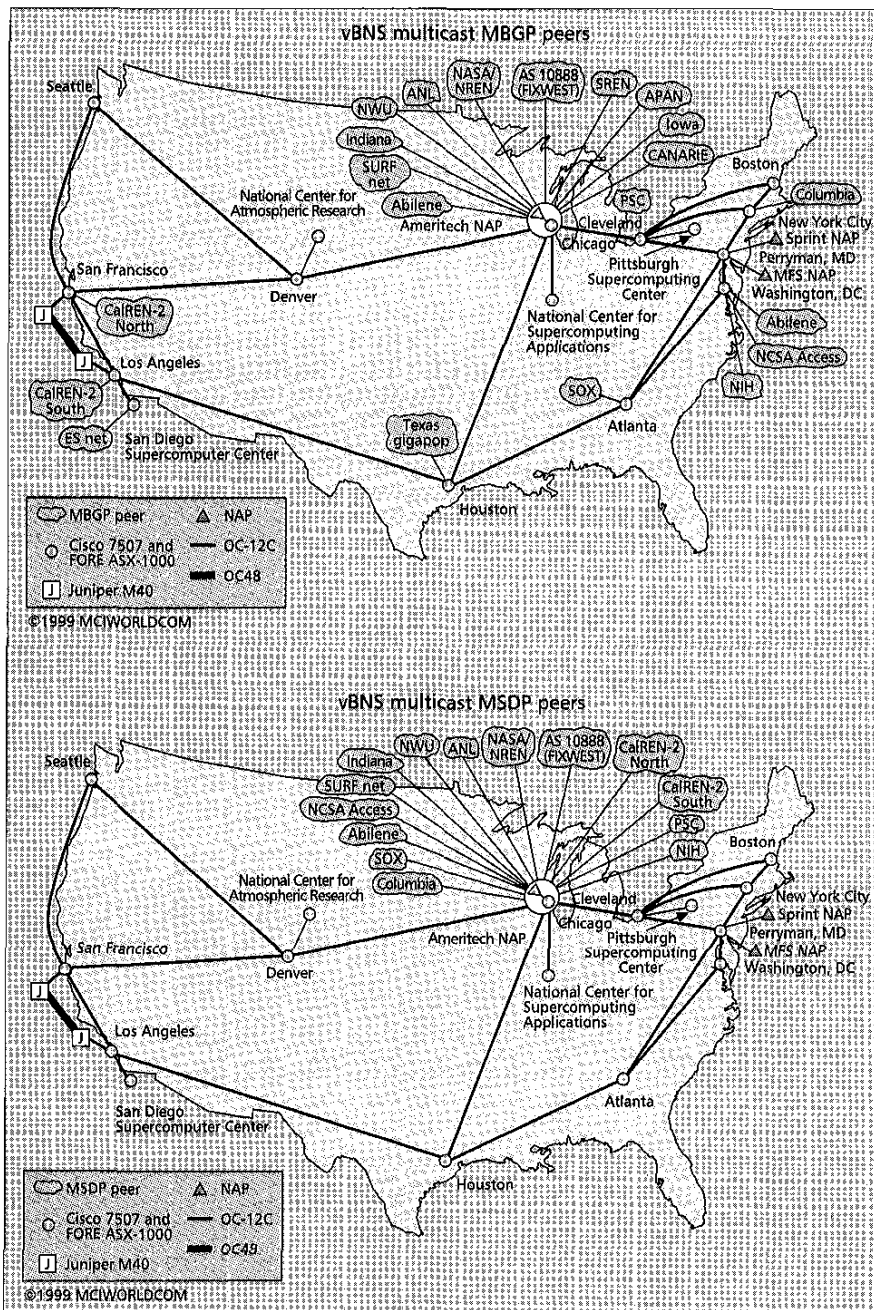 vBNS multicast MBGP peers
Seattle
NWU
ANL
NASA/
NREN
AS 10888
(FIXWEST)
SREN
APAN
Iowa
CANARIE
Indiana
SURF
net
Abilene
Ameritech NAP
National Center for
Atmospheric Research
PSC
Boston
Columbia
Cleveland
Chicago
New York City
Sprint NAP
Perryman, MD
MFS NAP
Washington, DC
Pittsburgh
Supercomputing
Center
San Francisco
Denver
CalREN-2
North
National Center for
Supercomputing
Applications
Abilene
NCSA Access
NIH
J
J
Los Angeles
CalREN-2
South
ES net
San Diego
Supercomputer Center
SOX
Atlanta
Texas
gigapop
Houston
MBGP peer
NAP
Cisco 7507 and
FORE ASX-1000
OC-12C
OC48
J Juniper M40
©1999 MCIWORLDCOM
vBNS multicast MSDP peers
Seattle
Indiana
NWU
ANL
NASA/
NREN
AS 10888
(FIXWEST)
CalREN-2
North
CalREN-2
South
PSC
NIH
SURF net
NCSA Access
Abilene
SOX
Columbia
National Center for
Atmospheric Research
Ameritech NAP
Boston
Cleveland
Chicago
New York City
Sprint NAP
Perryman, MD
MFS NAP
Washington, DC
Pittsburgh
Supercomputing
Center
San Francisco
Denver
National Center for
Supercomputing
Applications
J
J
Los Angeles
San Diego
Supercomputer Center
Atlanta
Houston
MSDP peer
NAP
Cisco 7507 and
FORE ASX-1000
OC-12C
OC49
J Juniper M40
©1999 MCIWORLDCOM